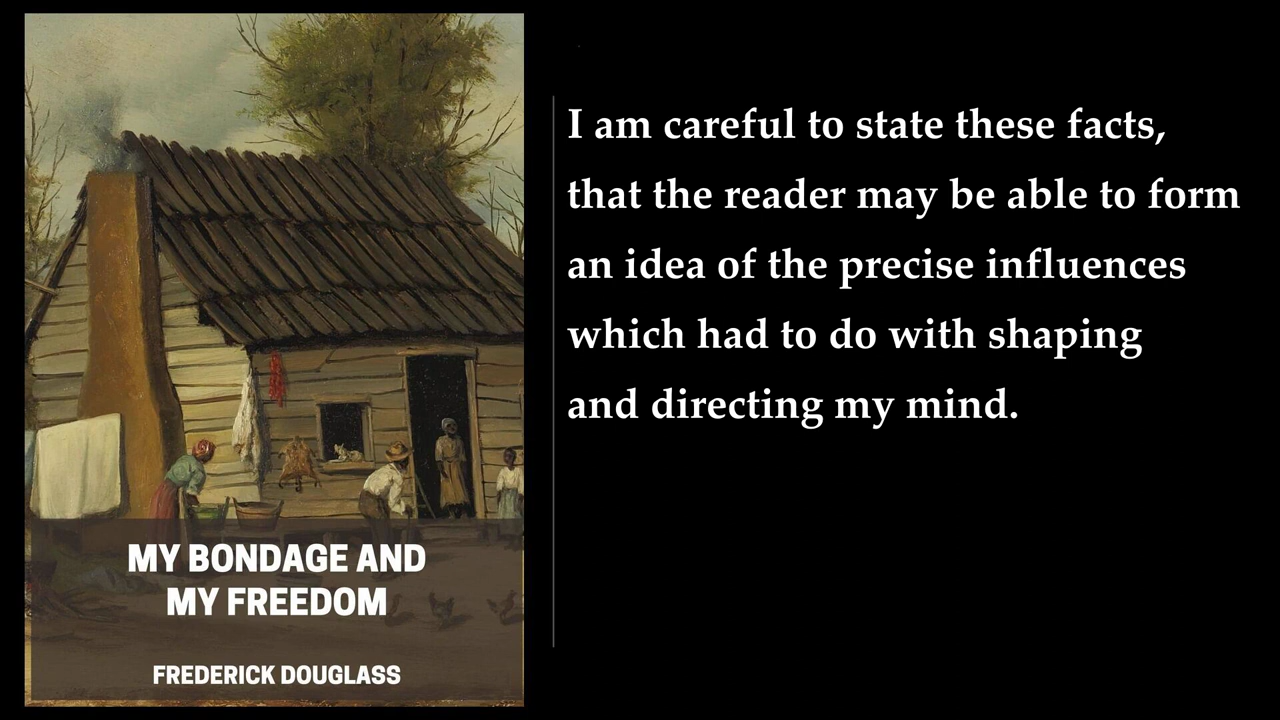 I am careful to state these facts,
that the reader may be able to form
an idea of the precise influences
which had to do with shaping
and directing my mind.
MY BONDAGE AND
MY FREEDOM
FREDERICK DOUGLASS